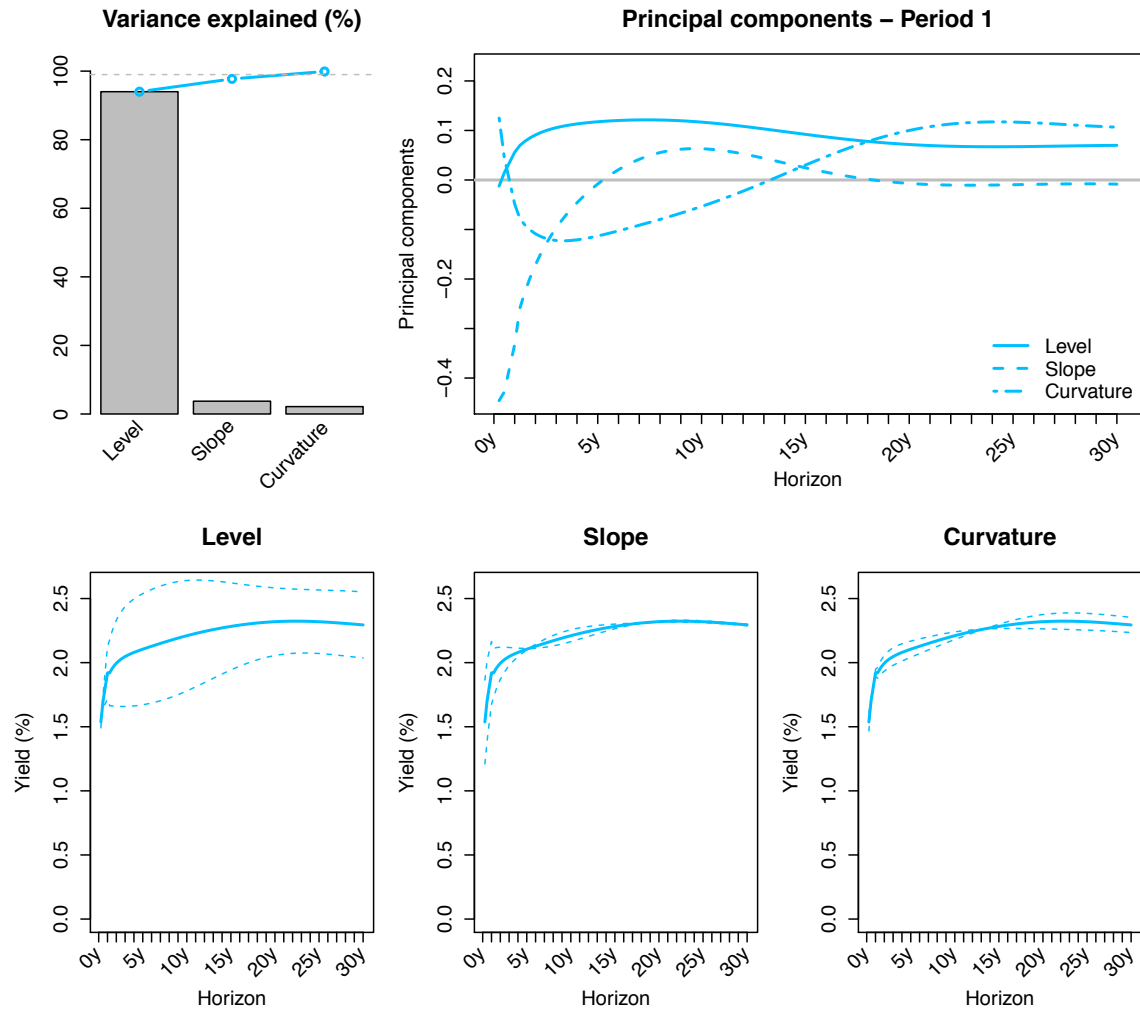 Variance explained (%)
0
20
40
60
80
100
Level
Slope
Curvature
Principal components – Period 1
Principal components
−0.4
−0.2
0.0
0.1
0.2
Level
Slope
Curvature
0y
5y
10y
15y
20y
25y
30y
Horizon
Level
Yield (%)
0.0
0.5
1.0
1.5
2.0
2.5
0y
5y
10y
15y
20y
25y
30y
Horizon
Slope
Yield (%)
0.0
0.5
1.0
1.5
2.0
2.5
0y
5y
10y
15y
20y
25y
30y
Horizon
Curvature
Yield (%)
0.0
0.5
1.0
1.5
2.0
2.5
0y
5y
10y
15y
20y
25y
30y
Horizon